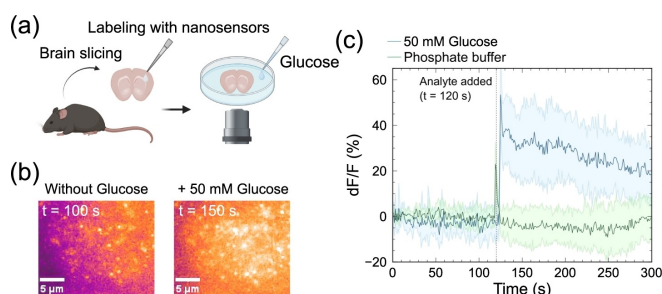 (a)
Labeling with nanosensors
Brain slicing
Glucose
(b)
Without Glucose
+ 50 mM Glucose
t = 100 s
t = 150 s
5 µm
5 µm
(c)
50 mM Glucose
Phosphate buffer
Analyte added
(t = 120 s)
dF/F (%)
60
40
20
0
−20
0
50
100
150
200
250
300
Time (s)